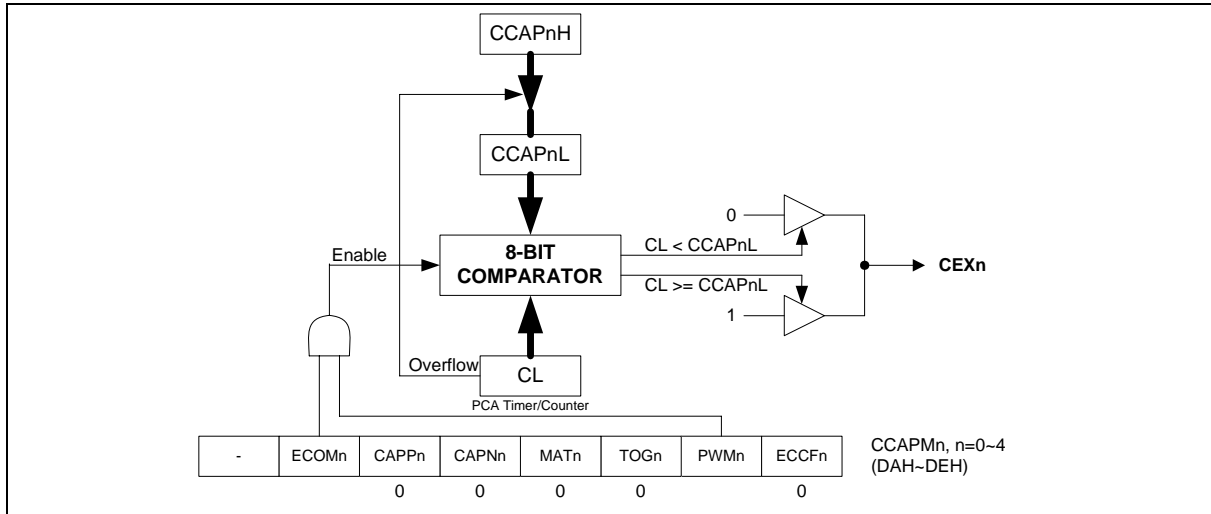 CCAPnH
CCAPnL
0
CL < CCAPnL
Enable
8-BIT
COMPARATOR
CEXn
CL >= CCAPnL
1
Overflow
CL
PCA Timer/Counter
- ECOMn CAPPn CAPNn MATn TOGn PWMn ECCFn
CCAPMn, n=0~4
(DAH~DEH)
0 0 0 0 0